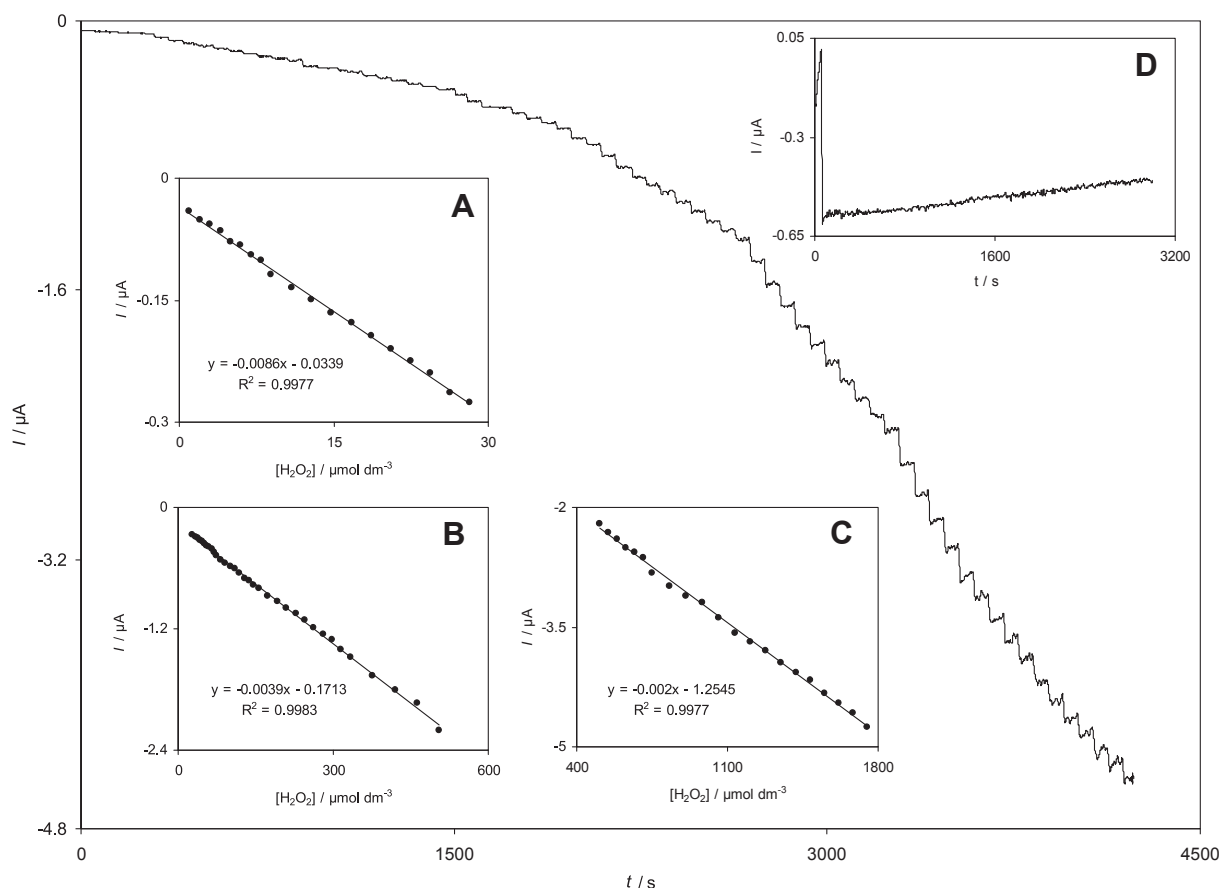 0
-1.6
-3.2
-4.8
I / µA
0
1500
3000
4500
t / s
A
0
-0.15
-0.3
I / µA
y = -0.0086x - 0.0339
R² = 0.9977
0
15
30
[H₂O₂] / µmol dm⁻³
B
0
-1.2
-2.4
I / µA
y = -0.0039x - 0.1713
R² = 0.9983
0
300
600
[H₂O₂] / µmol dm⁻³
C
-2
-3.5
-5
I / µA
y = -0.002x - 1.2545
R² = 0.9977
400
1100
1800
[H₂O₂] / µmol dm⁻³
D
0.05
-0.3
-0.65
I / µA
0
1600
3200
t / s